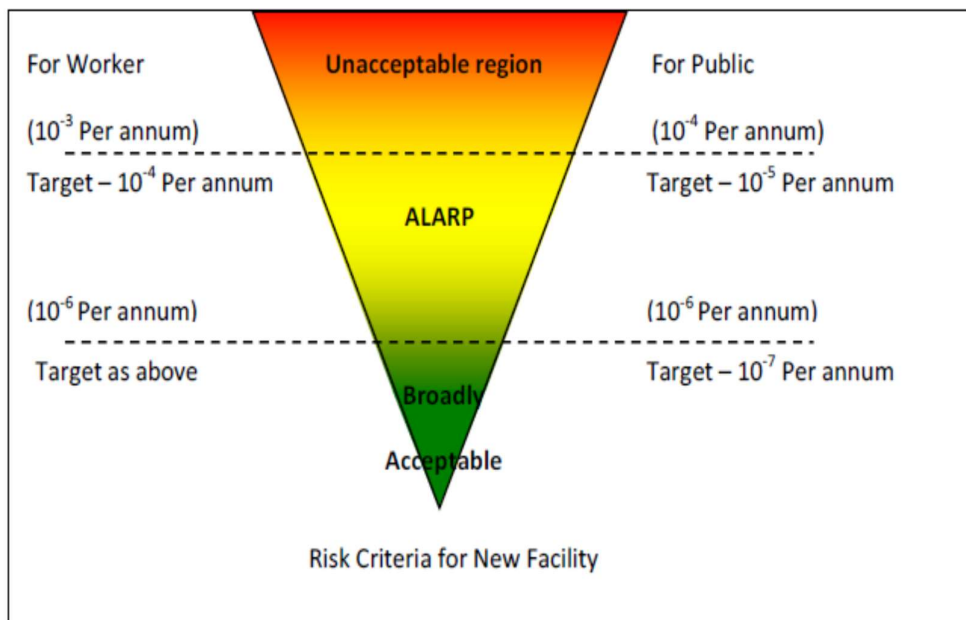 For Worker
Unacceptable region
For Public
(10⁻³ Per annum)
(10⁻⁴ Per annum)
Target – 10⁻⁴ Per annum
Target – 10⁻⁵ Per annum
ALARP
(10⁻⁶ Per annum)
(10⁻⁶ Per annum)
Target as above
Target – 10⁻⁷ Per annum
Broadly
Acceptable
Risk Criteria for New Facility